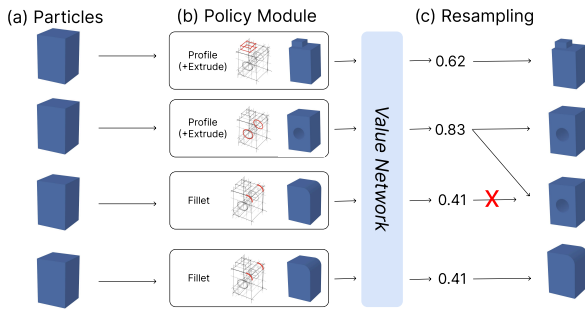 (a) Particles
(b) Policy Module
(c) Resampling
Profile
(+Extrude)
0.62
Profile
(+Extrude)
0.83
Value Network
Fillet
0.41
X
Fillet
0.41